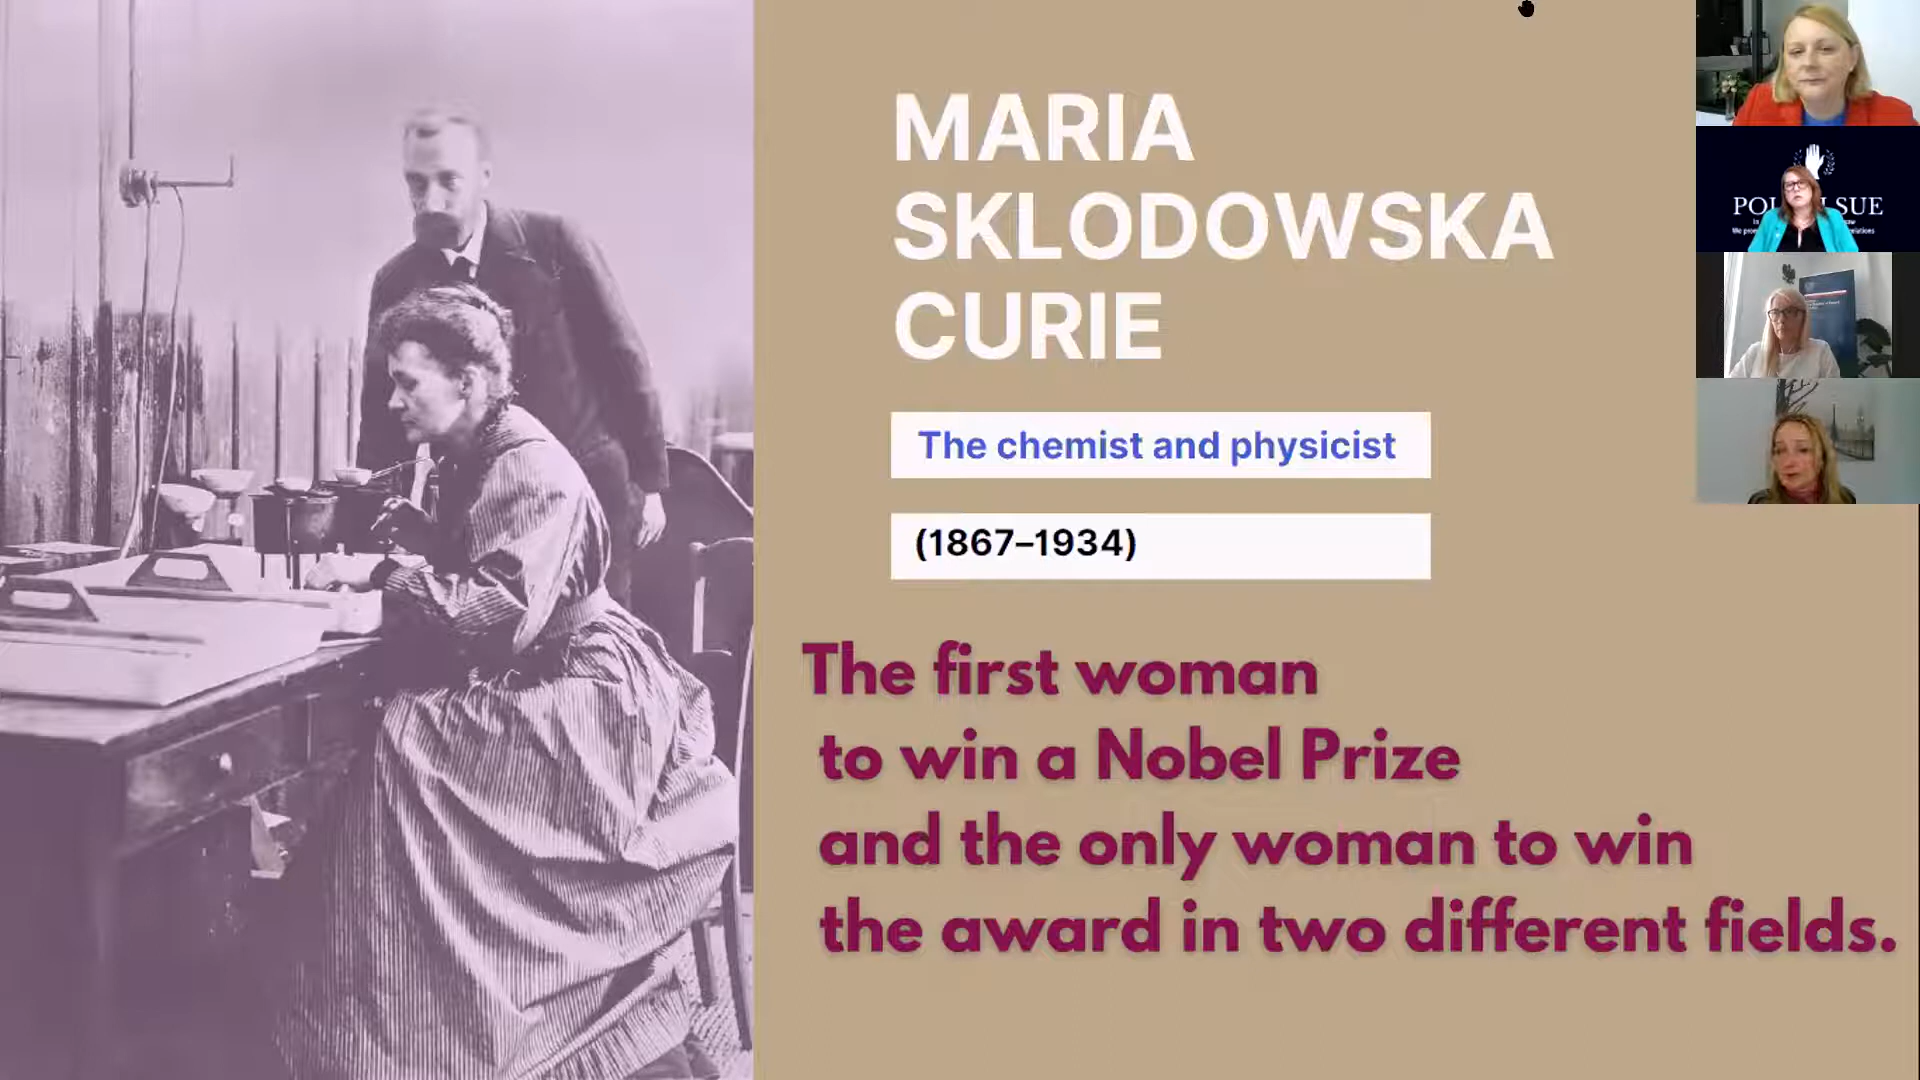 MARIA
SKLODOWSKA
CURIE
The chemist and physicist
(1867–1934)
The first woman
to win a Nobel Prize
and the only woman to win
the award in two different fields.
SUE